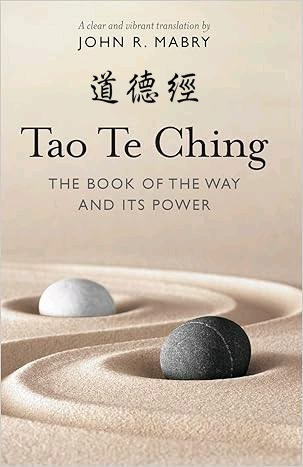 A clear and vibrant translation by
JOHN R. MABRY
道德經
Tao Te Ching
THE BOOK OF THE WAY
AND ITS POWER